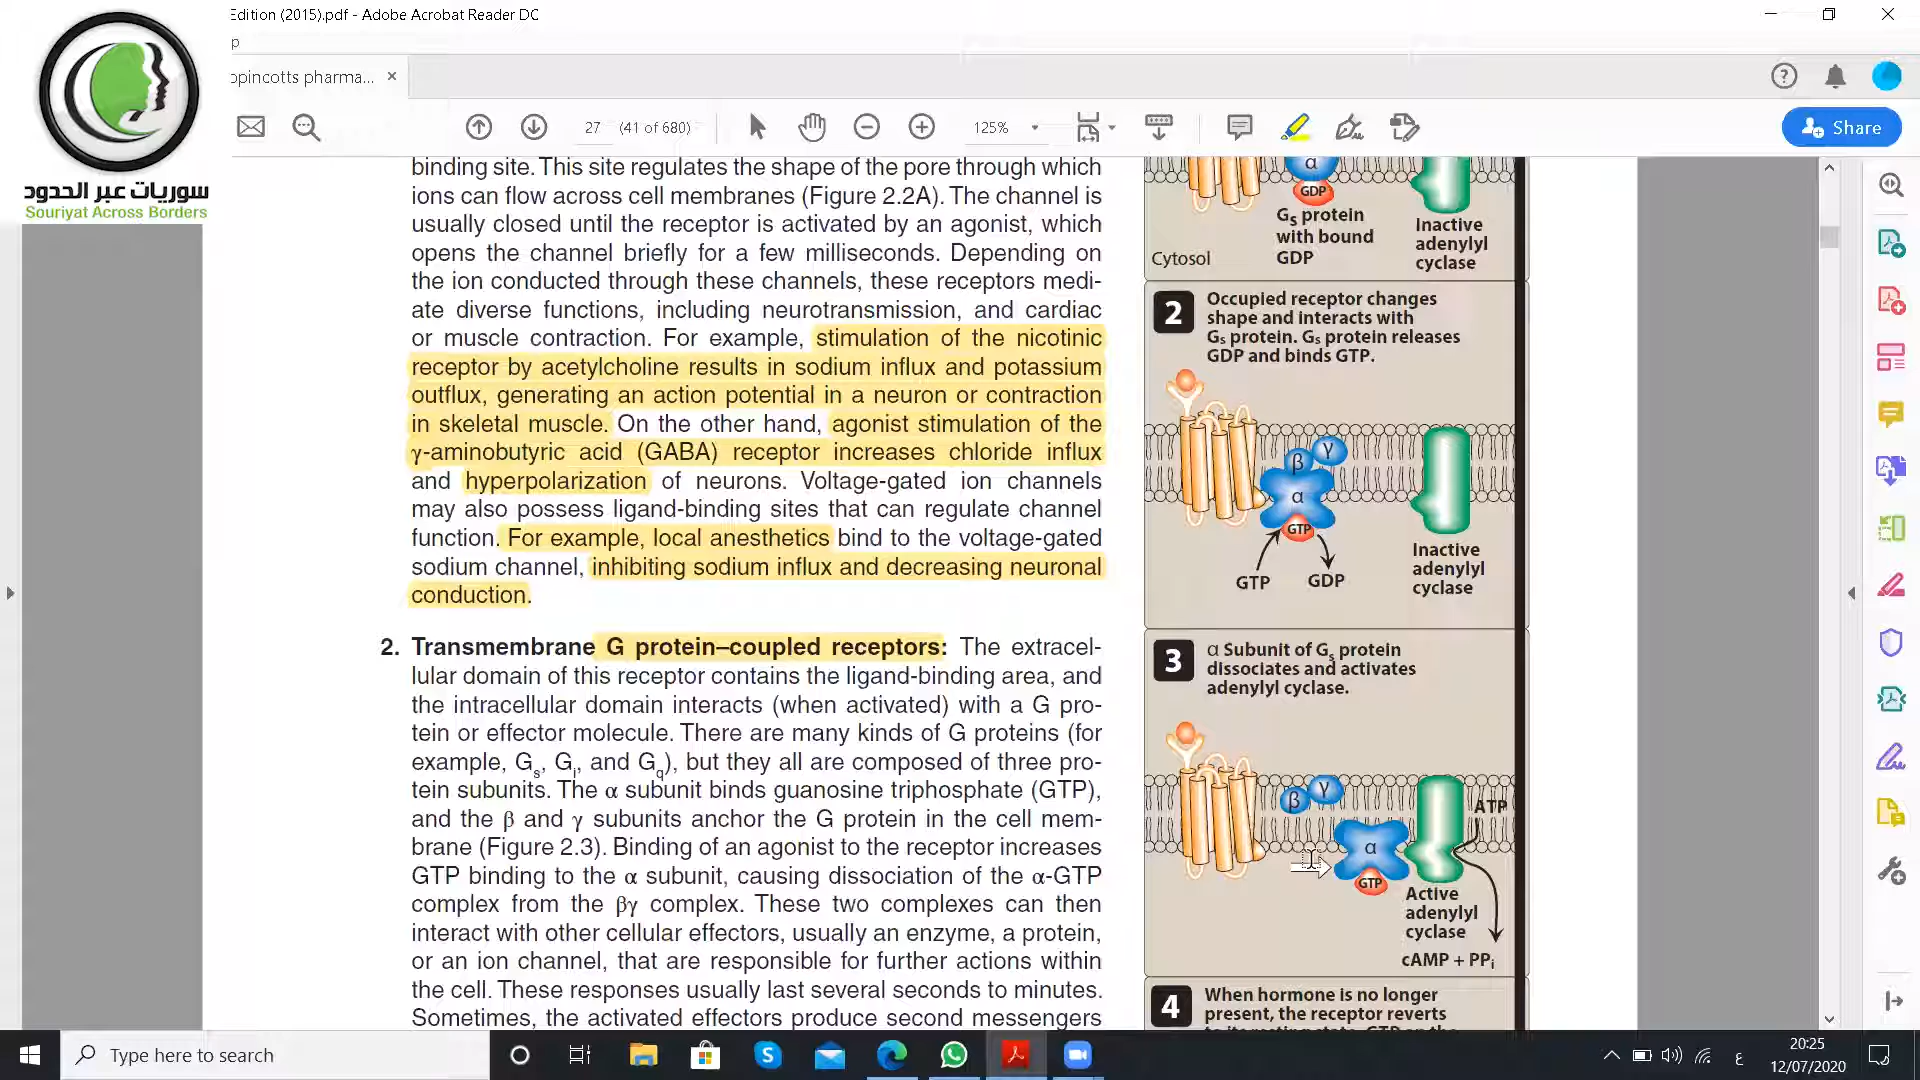 Edition (2015).pdf - Adobe Acrobat Reader DC
p
opincotts pharma...
27 (41 of 680)
125%
Share
سوريات عبر الحدود
Souriyat Across Borders
binding site. This site regulates the shape of the pore through which
ions can flow across cell membranes (Figure 2.2A). The channel is
usually closed until the receptor is activated by an agonist, which
opens the channel briefly for a few milliseconds. Depending on
the ion conducted through these channels, these receptors medi-
ate diverse functions, including neurotransmission, and cardiac
or muscle contraction. For example, stimulation of the nicotinic
receptor by acetylcholine results in sodium influx and potassium
outflux, generating an action potential in a neuron or contraction
in skeletal muscle. On the other hand, agonist stimulation of the
γ-aminobutyric acid (GABA) receptor increases chloride influx
and hyperpolarization of neurons. Voltage-gated ion channels
may also possess ligand-binding sites that can regulate channel
function. For example, local anesthetics bind to the voltage-gated
sodium channel, inhibiting sodium influx and decreasing neuronal
conduction.
2. Transmembrane G protein–coupled receptors: The extracel-
lular domain of this receptor contains the ligand-binding area, and
the intracellular domain interacts (when activated) with a G pro-
tein or effector molecule. There are many kinds of G proteins (for
example, Gs, Gi, and Gq), but they all are composed of three pro-
tein subunits. The α subunit binds guanosine triphosphate (GTP),
and the β and γ subunits anchor the G protein in the cell mem-
brane (Figure 2.3). Binding of an agonist to the receptor increases
GTP binding to the α subunit, causing dissociation of the α-GTP
complex from the βγ complex. These two complexes can then
interact with other cellular effectors, usually an enzyme, a protein,
or an ion channel, that are responsible for further actions within
the cell. These responses usually last several seconds to minutes.
Sometimes, the activated effectors produce second messengers
α
GDP
Gs protein
with bound
GDP
Inactive
adenylyl
cyclase
Cytosol
2
Occupied receptor changes
shape and interacts with
Gs protein. Gs protein releases
GDP and binds GTP.
γ
β
α
GTP
GTP
GDP
Inactive
adenylyl
cyclase
3
α Subunit of Gs protein
dissociates and activates
adenylyl cyclase.
β γ
ATP
α
GTP
Active
adenylyl
cyclase
cAMP + PPi
4
When hormone is no longer
present, the receptor reverts
Type here to search
ع
20:25
12/07/2020